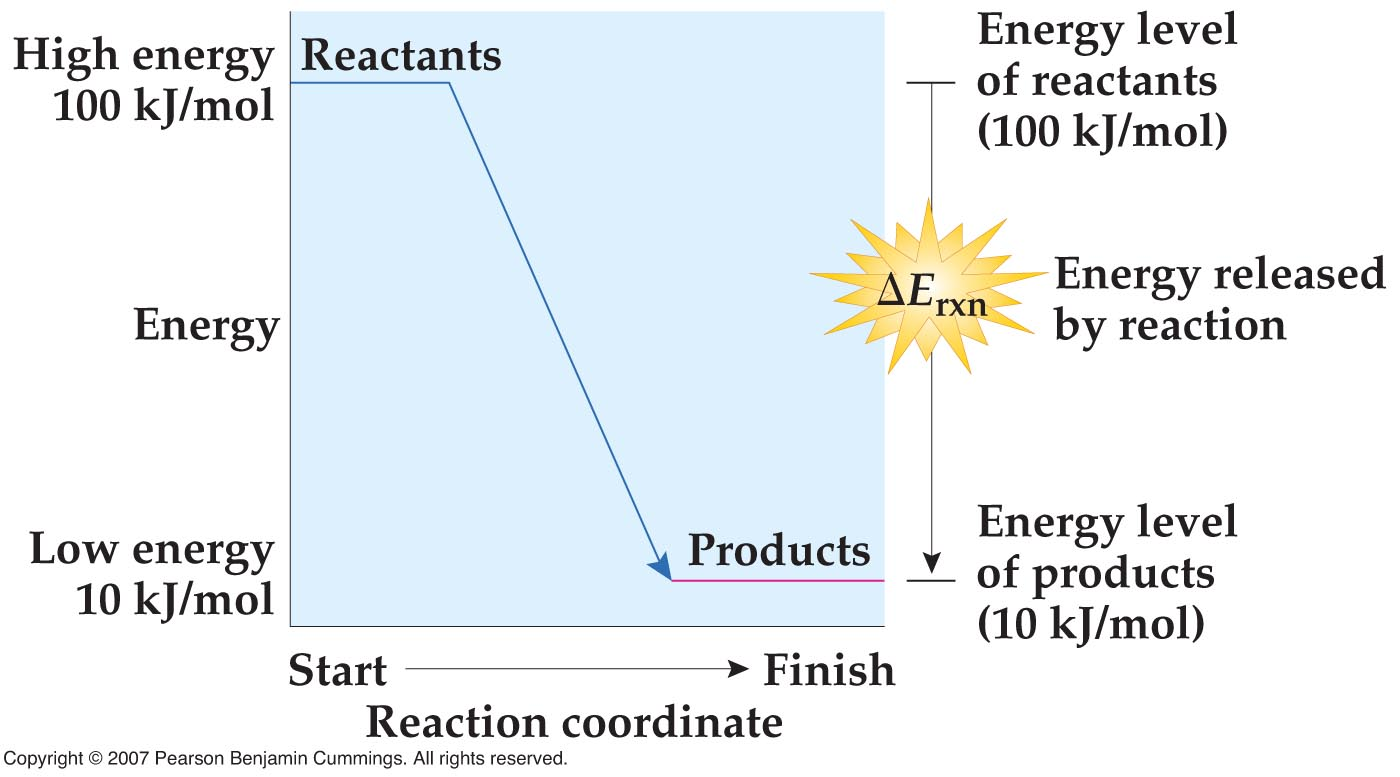 High energy
100 kJ/mol
Reactants
Energy level
of reactants
(100 kJ/mol)
Energy
ΔErxn
Energy released
by reaction
Low energy
10 kJ/mol
Products
Energy level
of products
(10 kJ/mol)
Start
Finish
Reaction coordinate
Copyright © 2007 Pearson Benjamin Cummings. All rights reserved.